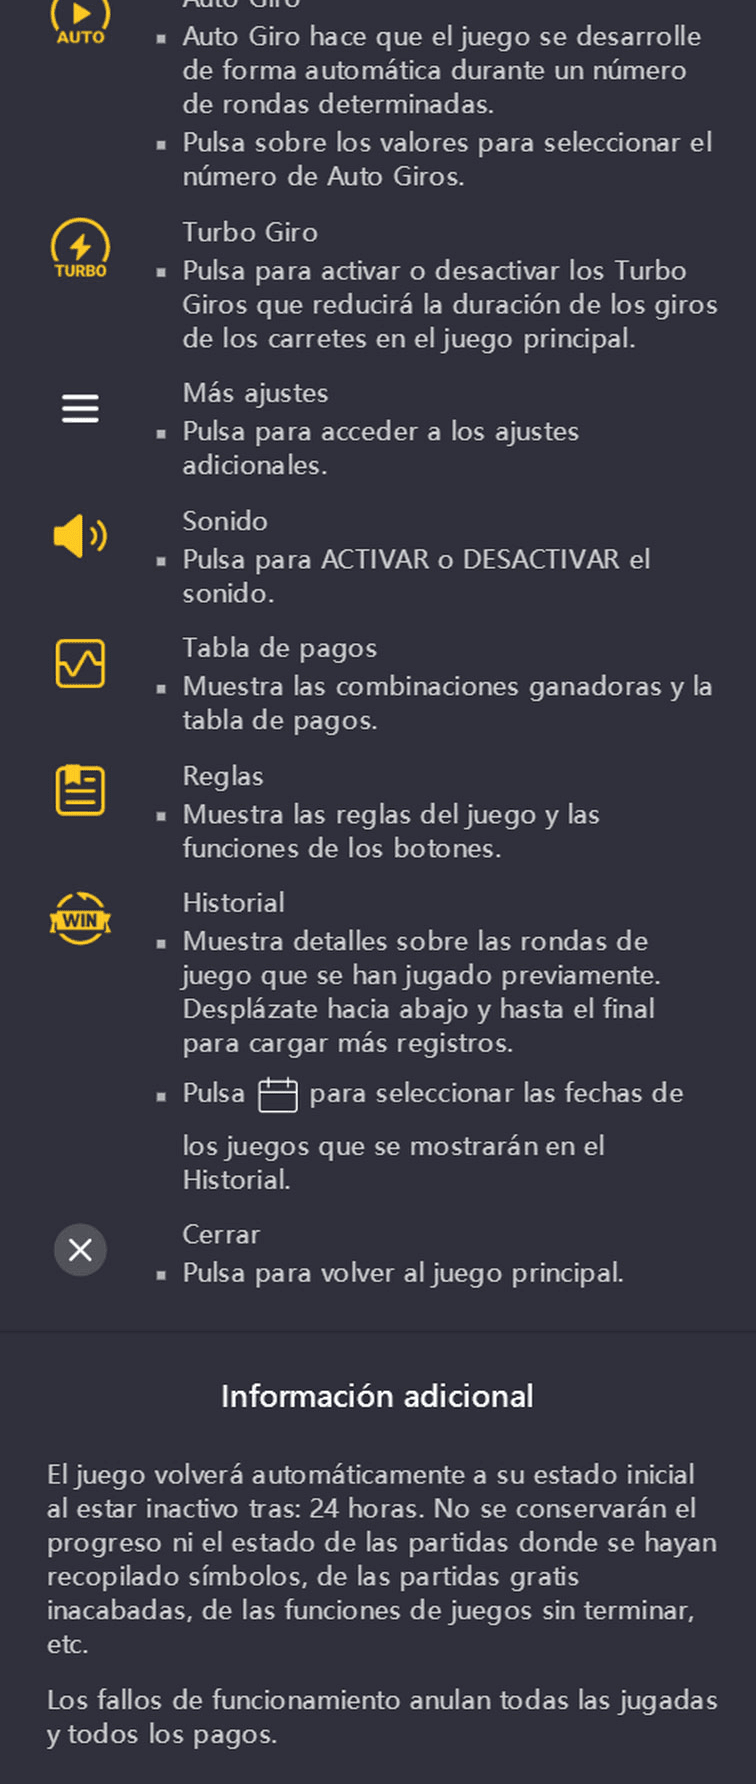 Auto Giro
AUTO
Auto Giro hace que el juego se desarrolle
de forma automática durante un número
de rondas determinadas.
Pulsa sobre los valores para seleccionar el
número de Auto Giros.
TURBO
Turbo Giro
Pulsa para activar o desactivar los Turbo
Giros que reducirá la duración de los giros
de los carretes en el juego principal.
Más ajustes
Pulsa para acceder a los ajustes
adicionales.
Sonido
Pulsa para ACTIVAR o DESACTIVAR el
sonido.
Tabla de pagos
Muestra las combinaciones ganadoras y la
tabla de pagos.
Reglas
Muestra las reglas del juego y las
funciones de los botones.
WIN
Historial
Muestra detalles sobre las rondas de
juego que se han jugado previamente.
Desplázate hacia abajo y hasta el final
para cargar más registros.
Pulsa para seleccionar las fechas de
los juegos que se mostrarán en el
Historial.
Cerrar
Pulsa para volver al juego principal.
Información adicional
El juego volverá automáticamente a su estado inicial
al estar inactivo tras: 24 horas. No se conservarán el
progreso ni el estado de las partidas donde se hayan
recopilado símbolos, de las partidas gratis
inacabadas, de las funciones de juegos sin terminar,
etc.
Los fallos de funcionamiento anulan todas las jugadas
y todos los pagos.